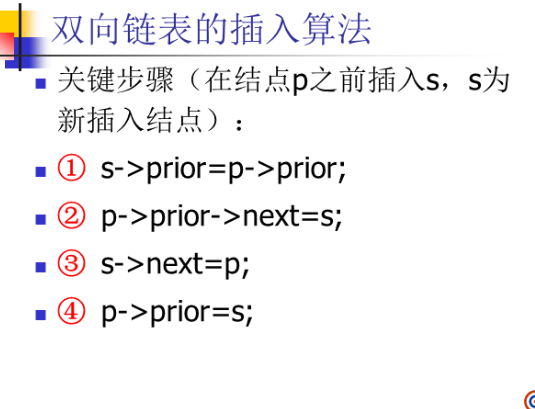 双向链表的插入算法
关键步骤（在结点p之前插入s，s为
新插入结点）：
① s->prior=p->prior;
② p->prior->next=s;
③ s->next=p;
④ p->prior=s;